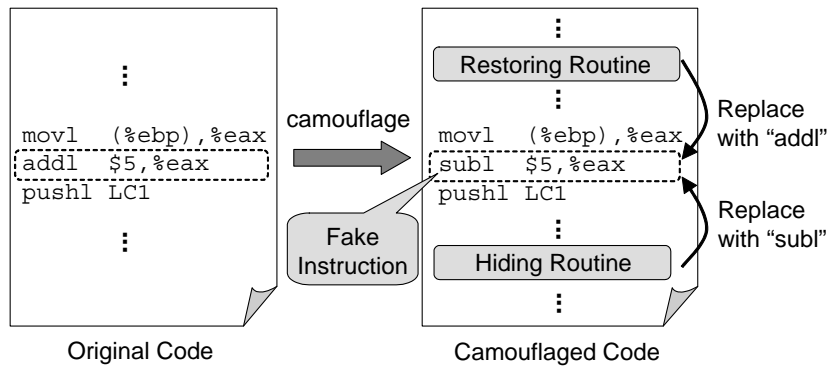 movl (%ebp),%eax
addl $5,%eax
pushl LC1
Original Code
camouflage
Fake
Instruction
Restoring Routine
movl (%ebp),%eax
subl $5,%eax
pushl LC1
Hiding Routine
Camouflaged Code
Replace
with “addl”
Replace
with “subl”